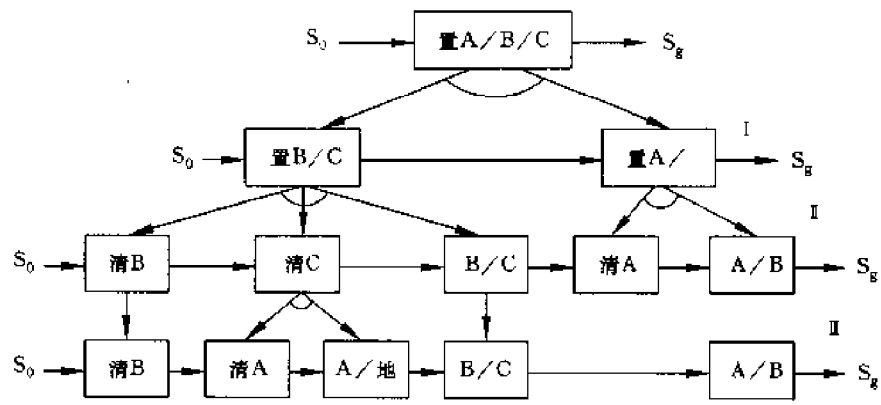 S₀ 置A／B／C Sg
I
S₀ 置B／C 置A／ Sg
II
S₀ 清B 清C B／C 清A A／B Sg
II
S₀ 清B 清A A／地 B／C A／B Sg